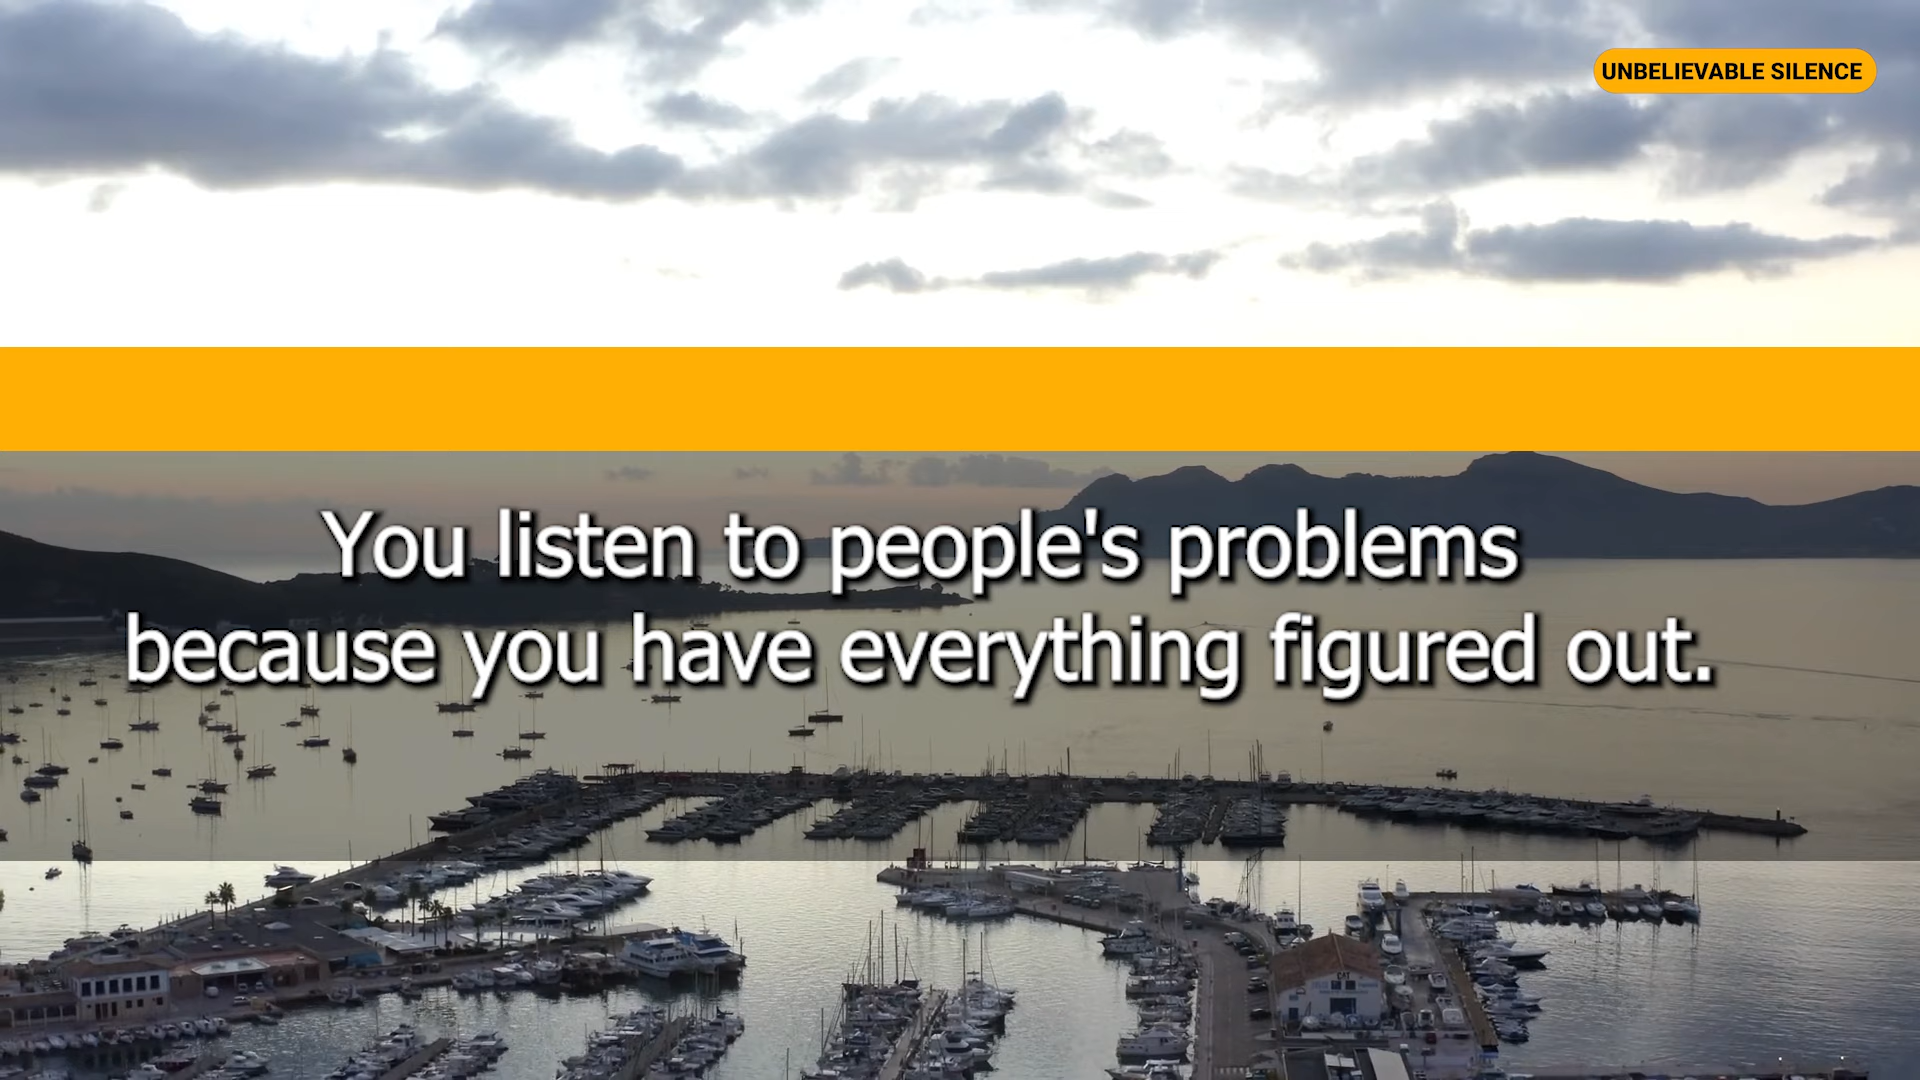 UNBELIEVABLE SILENCE
You listen to people's problems
because you have everything figured out.